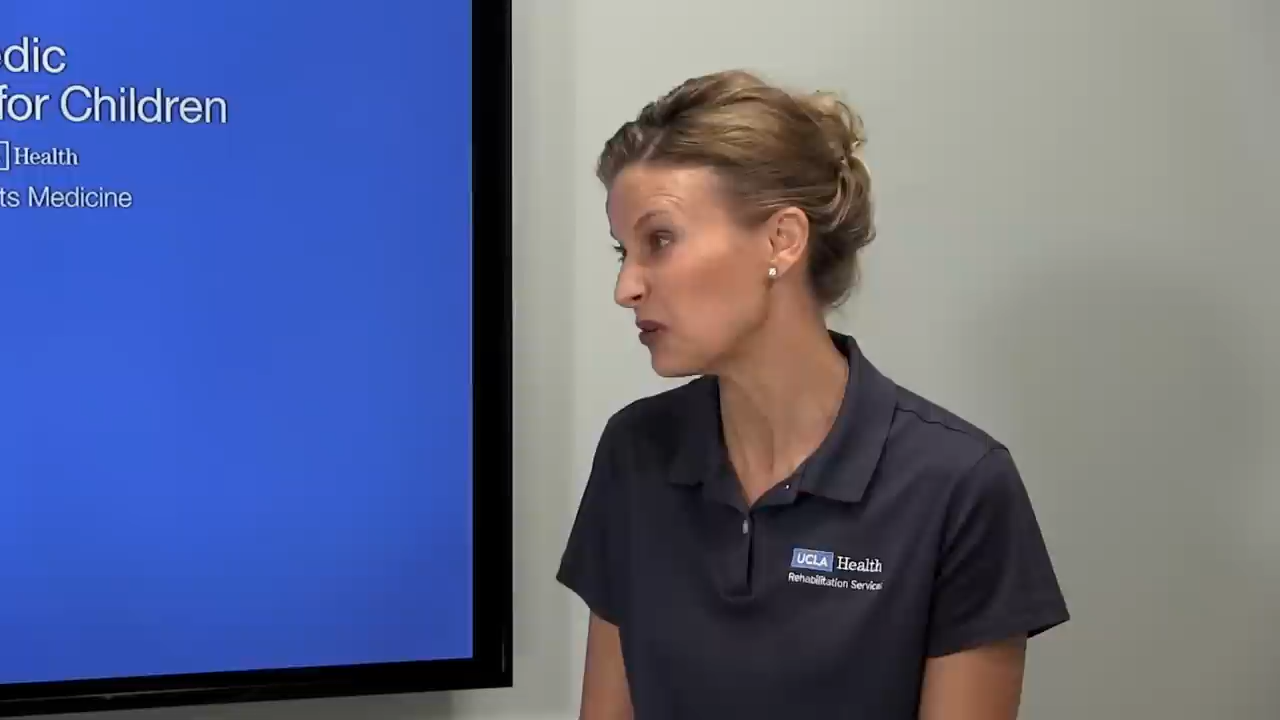 edic
for Children
Health
ts Medicine
UCLA Health
Rehabilitation Services